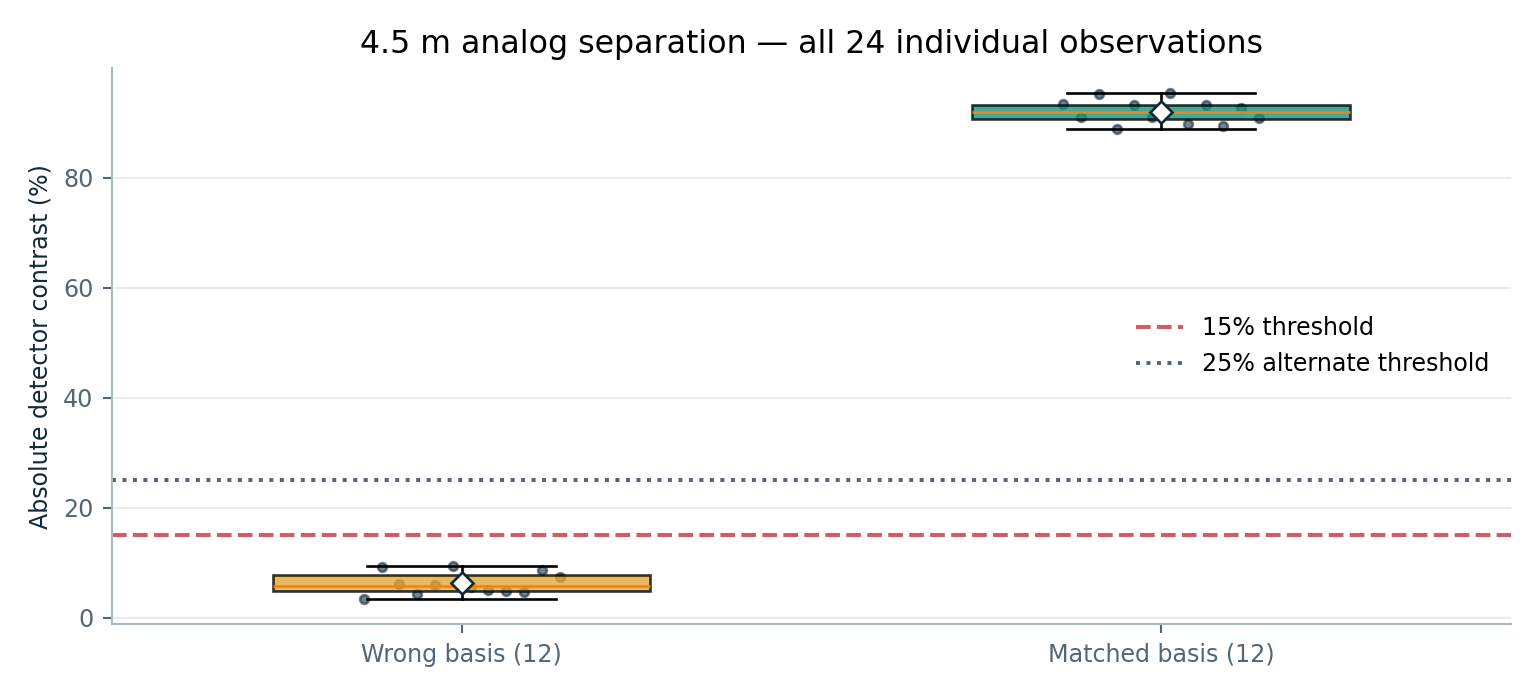 4.5 m analog separation — all 24 individual observations
Absolute detector contrast (%)
80
60
40
20
0
15% threshold
25% alternate threshold
Wrong basis (12)
Matched basis (12)